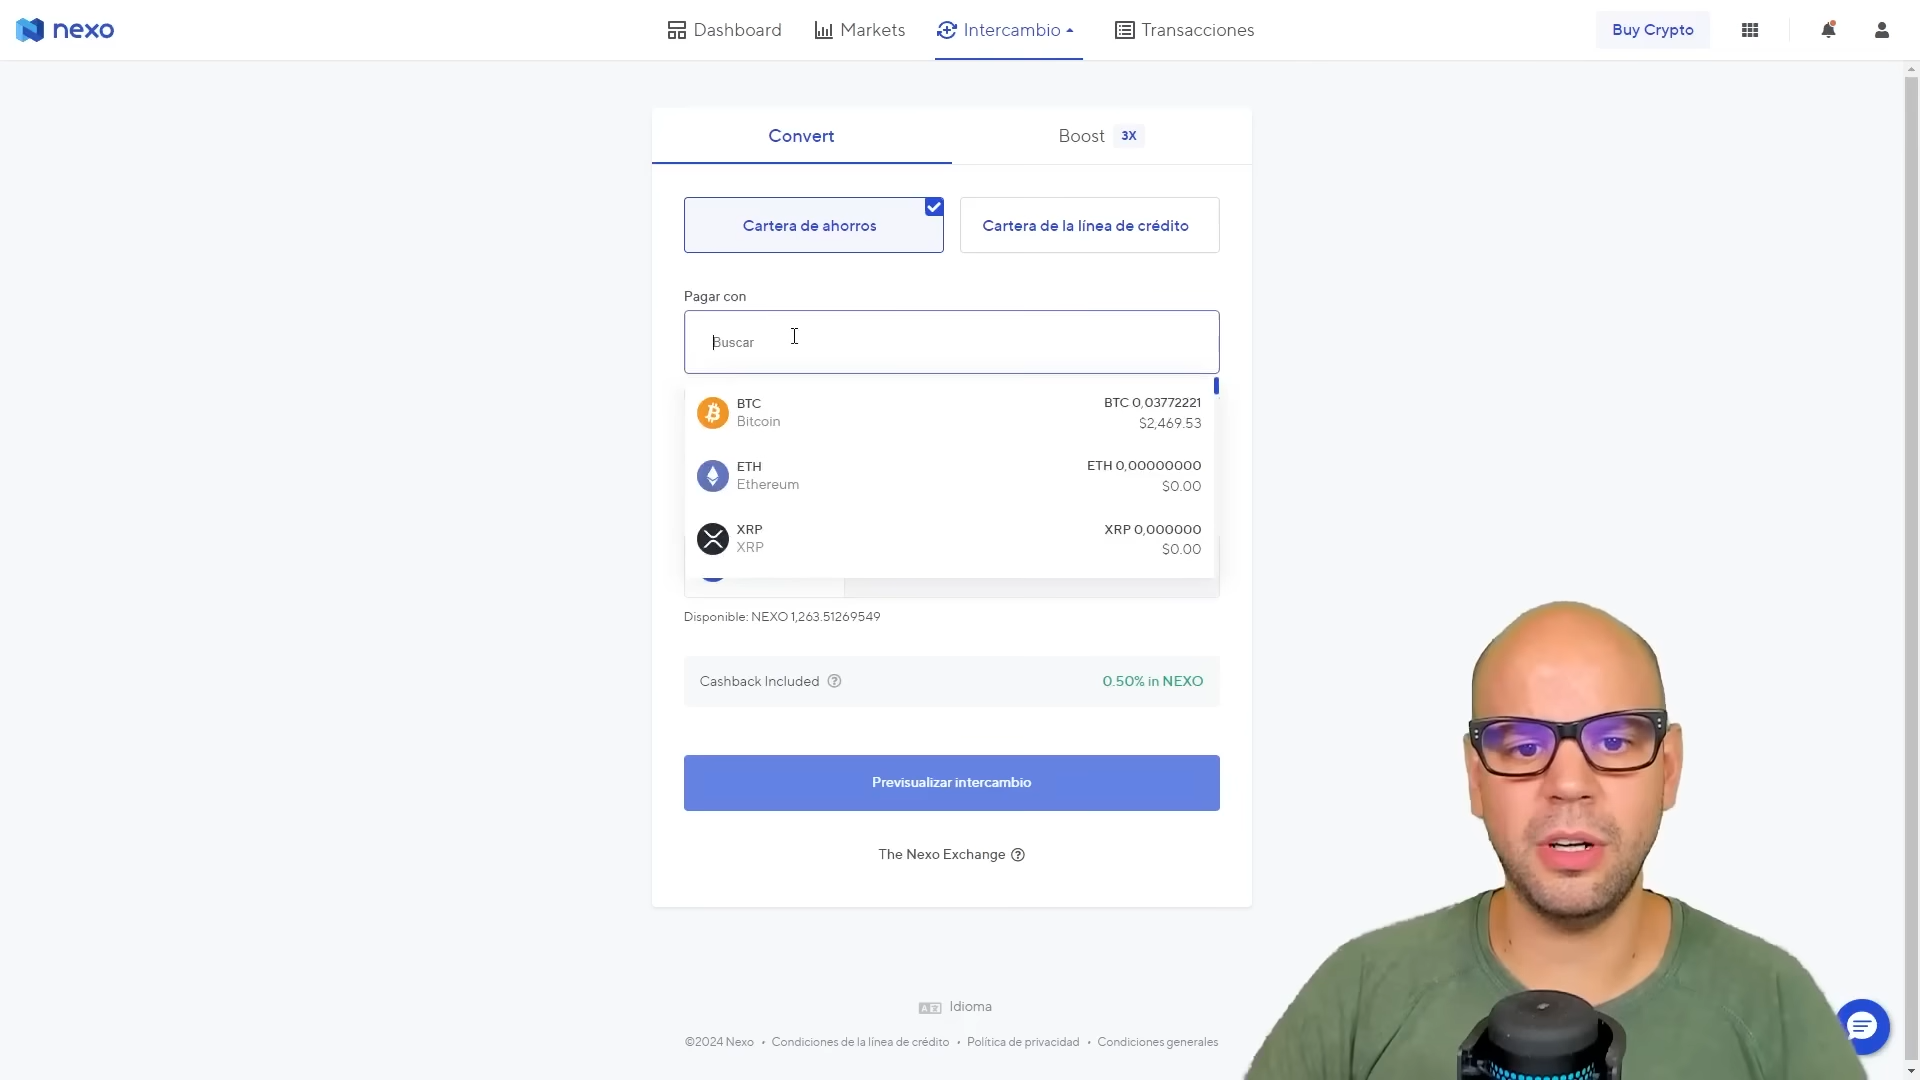 nexo
Dashboard
Markets
Intercambio
Transacciones
Buy Crypto
Convert
Boost 3X
Cartera de ahorros
Cartera de la línea de crédito
Pagar con
Buscar
BTC
Bitcoin
BTC 0,03772221
$2,469.53
ETH
Ethereum
ETH 0,00000000
$0.00
XRP
XRP
XRP 0,000000
$0.00
Disponible: NEXO 1,263.51269549
Cashback Included ?
0.50% in NEXO
Previsualizar intercambio
The Nexo Exchange ?
Idioma
©2024 Nexo • Condiciones de la línea de crédito • Política de privacidad • Condiciones generales